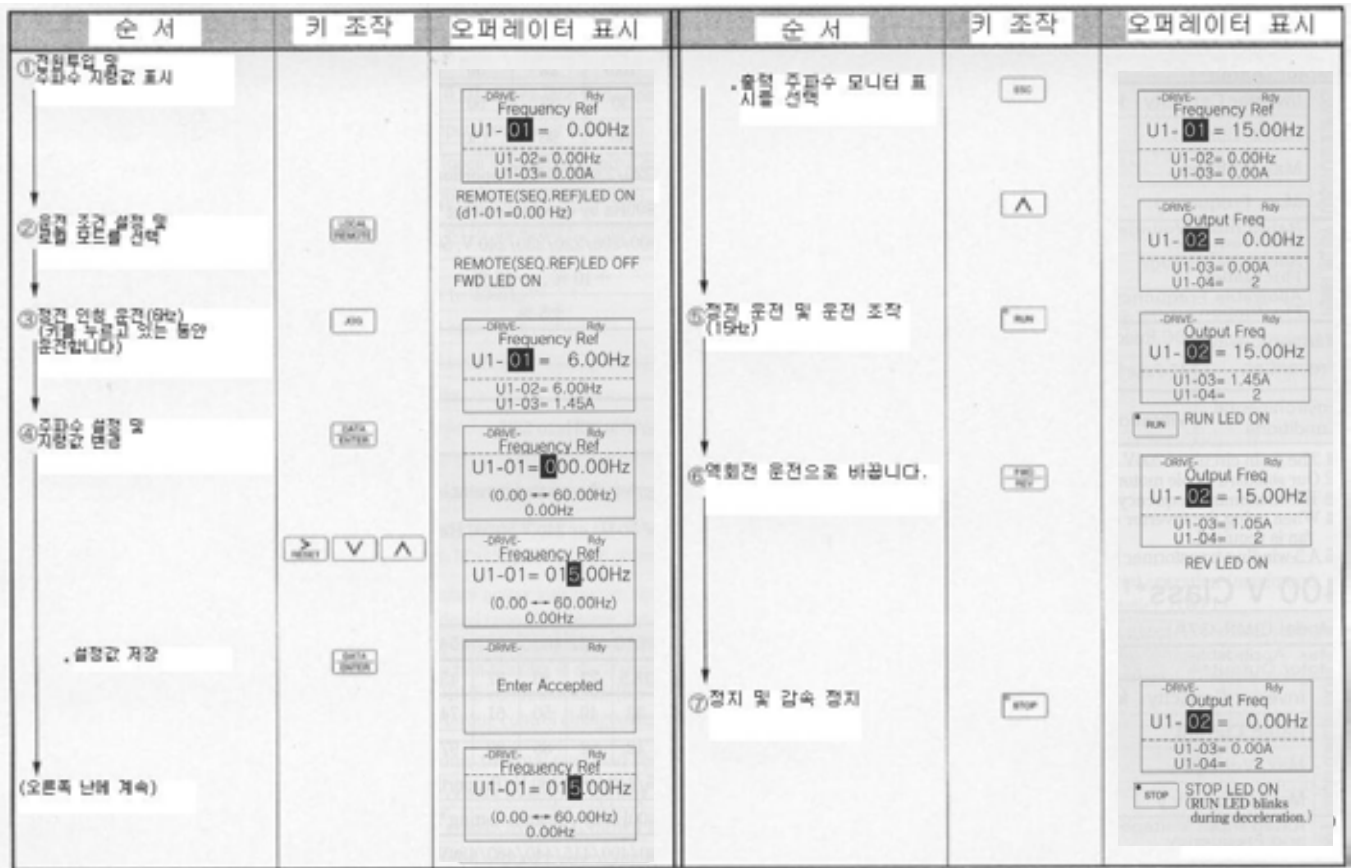 순 서
키 조작
오퍼레이터 표시
①전원투입 및
주파수 지령값 표시
-DRIVE- Rdy
Frequency Ref
U1-01= 0.00Hz
U1-02= 0.00Hz
U1-03= 0.00A
REMOTE(SEQ.REF)LED ON
(d1-01=0.00 Hz)
②운전
LOCAL
REMOTE
REMOTE(SEQ.REF)LED OFF
FWD LED ON
③정전 인칭 운전(6Hz)
(키를 누르고 있는 동안
운전합니다)
JOG
-DRIVE- Rdy
Frequency Ref
U1-01= 6.00Hz
U1-02= 6.00Hz
U1-03= 1.45A
④주파수 및
지령값
DATA
ENTER
-DRIVE- Rdy
Frequency Ref
U1-01=000.00Hz
(0.00 ↔ 60.00Hz)
0.00Hz
>
RESET
∨
∧
-DRIVE- Rdy
Frequency Ref
U1-01= 015.00Hz
(0.00 ↔ 60.00Hz)
0.00Hz
.설정값 저장
DATA
ENTER
-DRIVE- Rdy
Enter Accepted
-DRIVE- Rdy
Frequency Ref
U1-01= 015.00Hz
(0.00 ↔ 60.00Hz)
0.00Hz
(오른쪽 난에 계속)
순 서
키 조작
오퍼레이터 표시
.출력 주파수 모니터 표
시를 선택
ESC
-DRIVE- Rdy
Frequency Ref
U1-01= 15.00Hz
U1-02= 0.00Hz
U1-03= 0.00A
∧
-DRIVE- Rdy
Output Freq
U1-02= 0.00Hz
U1-03= 0.00A
U1-04= 2
⑤정전 운전 및 운전 조작
(15Hz)
RUN
-DRIVE- Rdy
Output Freq
U1-02= 15.00Hz
U1-03= 1.45A
U1-04= 2
RUN RUN LED ON
⑥역회전 운전으로 바꿉니다.
FWD
REV
-DRIVE- Rdy
Output Freq
U1-02= 15.00Hz
U1-03= 1.05A
U1-04= 2
REV LED ON
⑦정지 및 감속 정지
STOP
-DRIVE- Rdy
Output Freq
U1-02= 0.00Hz
U1-03= 0.00A
U1-04= 2
STOP STOP LED ON
(RUN LED blinks
during deceleration.)